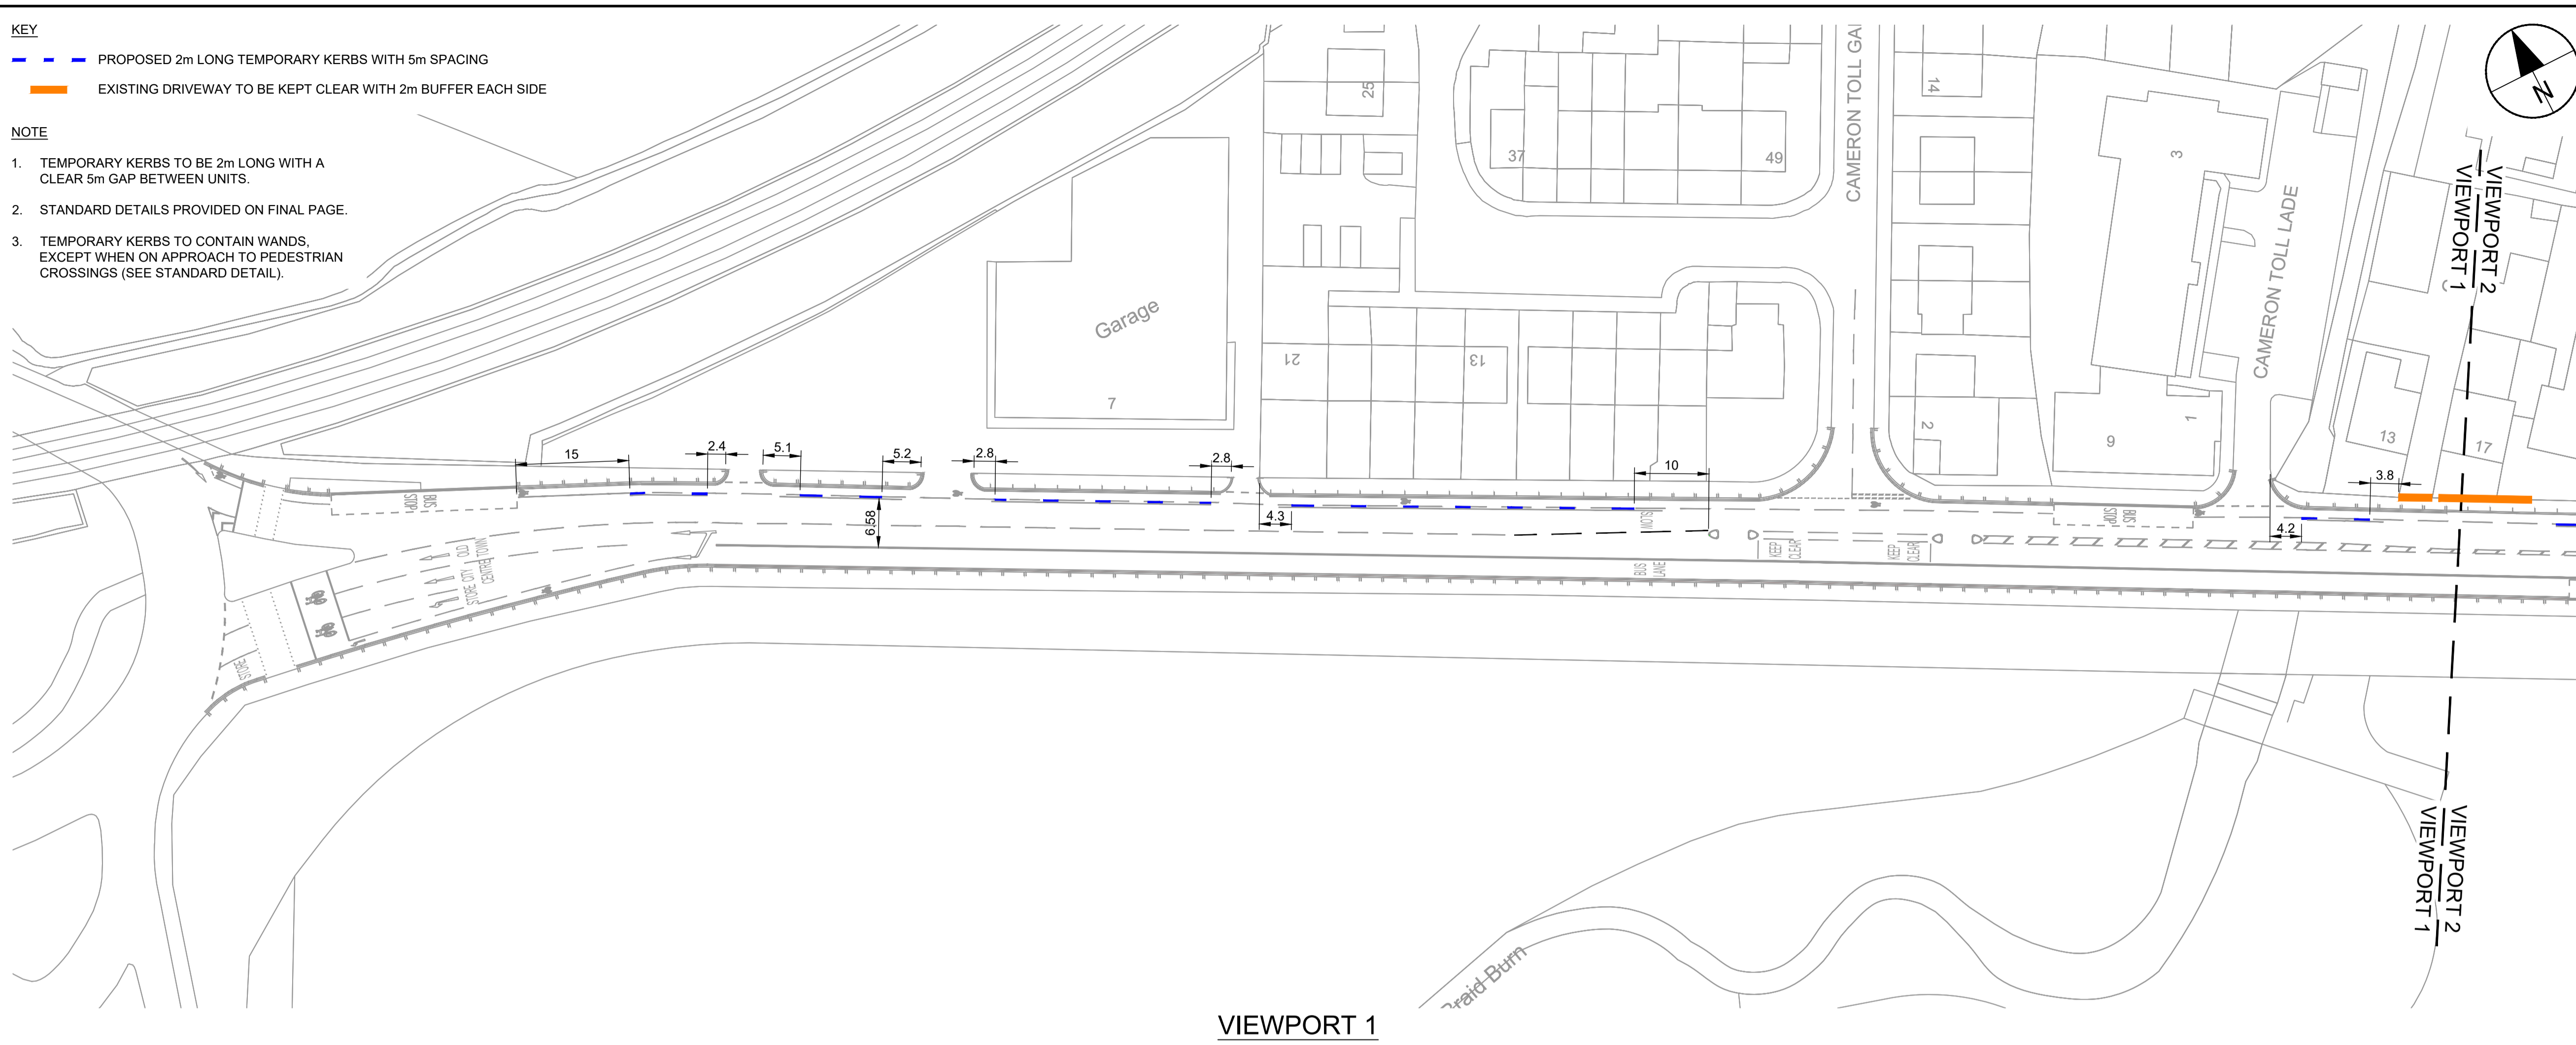 KEY
PROPOSED 2m LONG TEMPORARY KERBS WITH 5m SPACING
EXISTING DRIVEWAY TO BE KEPT CLEAR WITH 2m BUFFER EACH SIDE
NOTE
1. TEMPORARY KERBS TO BE 2m LONG WITH A
CLEAR 5m GAP BETWEEN UNITS.
2. STANDARD DETAILS PROVIDED ON FINAL PAGE.
3. TEMPORARY KERBS TO CONTAIN WANDS,
EXCEPT WHEN ON APPROACH TO PEDESTRIAN
CROSSINGS (SEE STANDARD DETAIL).
N
25
37
49
CAMERON TOLL GA
14
3
CAMERON TOLL LADE
VIEWPORT 2
VIEWPORT 1
Garage
7
21
13
2
9
1
13
17
15
2.4
5.1
5.2
2.8
2.8
4.3
10
3.8
4.2
6.58
BUS
STOP
SLOW
BUS
STOP
KEEP
CLEAR
KEEP
CLEAR
BUS
LANE
CENTRE TOWN
STORE CITY
STORE
VIEWPORT 2
VIEWPORT 1
Braid Burn
VIEWPORT 1